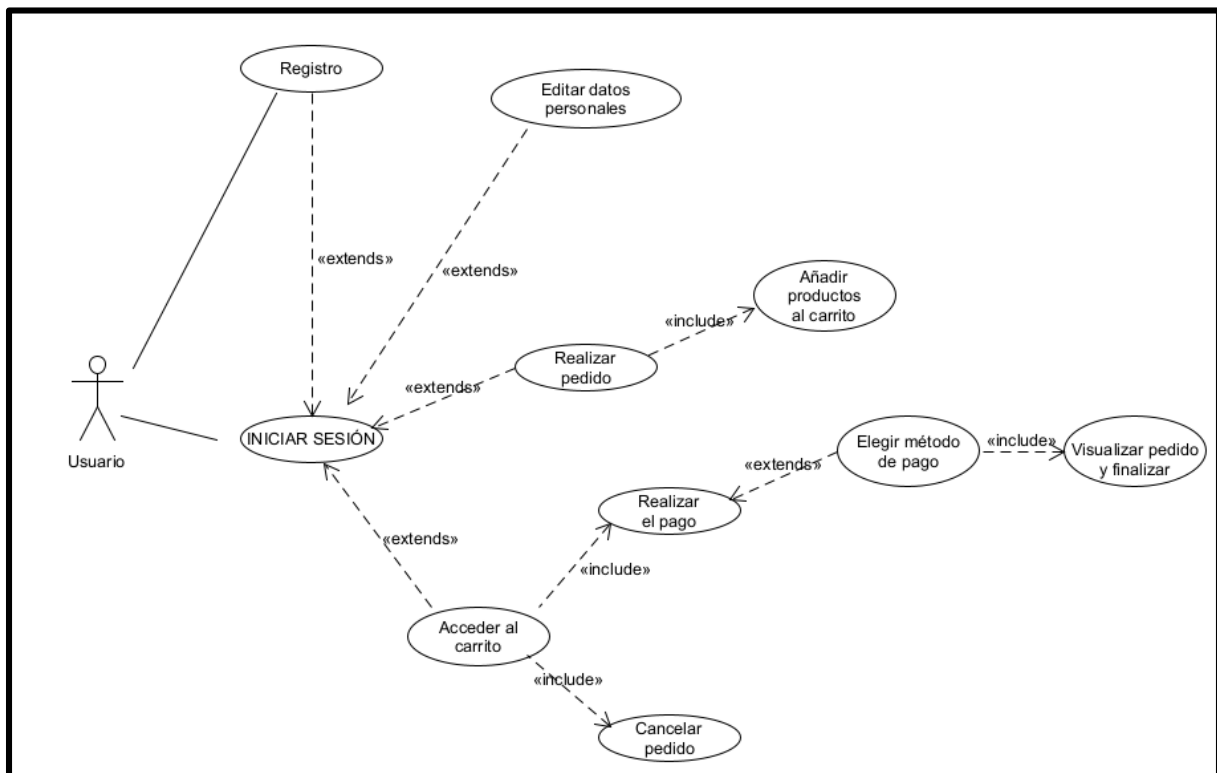 Registro
Editar datos
personales
«extends»
«extends»
Añadir
productos
al carrito
«include»
Realizar
pedido
«extends»
Usuario
INICIAR SESIÓN
Elegir método
de pago
«include»
Visualizar pedido
y finalizar
«extends»
Realizar
el pago
«extends»
«include»
Acceder al
carrito
«include»
Cancelar
pedido